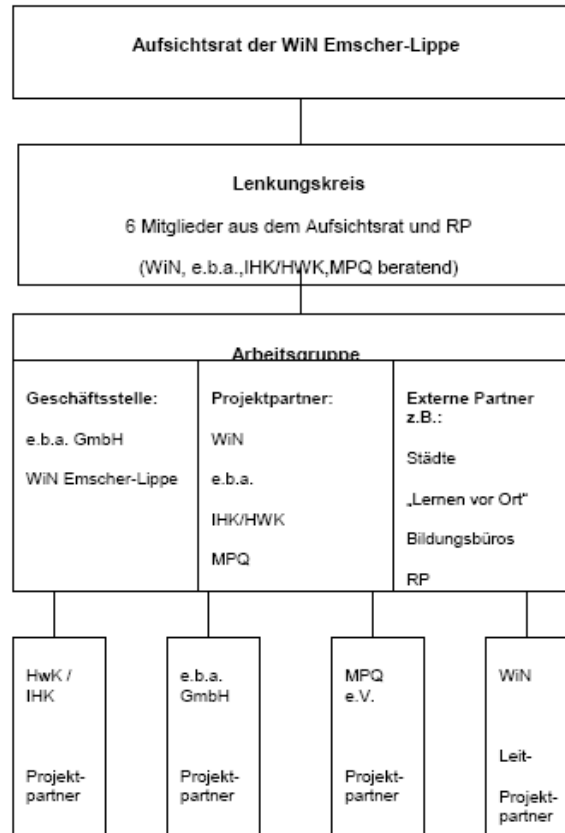 Aufsichtsrat der WiN Emscher-Lippe
Lenkungskreis
6 Mitglieder aus dem Aufsichtsrat und RP
(WiN, e.b.a.,IHK/HWK,MPQ beratend)
Arbeitsgruppe
Geschäftsstelle:
e.b.a. GmbH
WiN Emscher-Lippe
Projektpartner:
WiN
e.b.a.
IHK/HWK
MPQ
Externe Partner
z.B.:
Städte
„Lernen vor Ort"
Bildungsbüros
RP
HwK /
IHK
Projekt-
partner
e.b.a.
GmbH
Projekt-
partner
MPQ
e.V.
Projekt-
partner
WiN
Leit-
Projekt-
partner